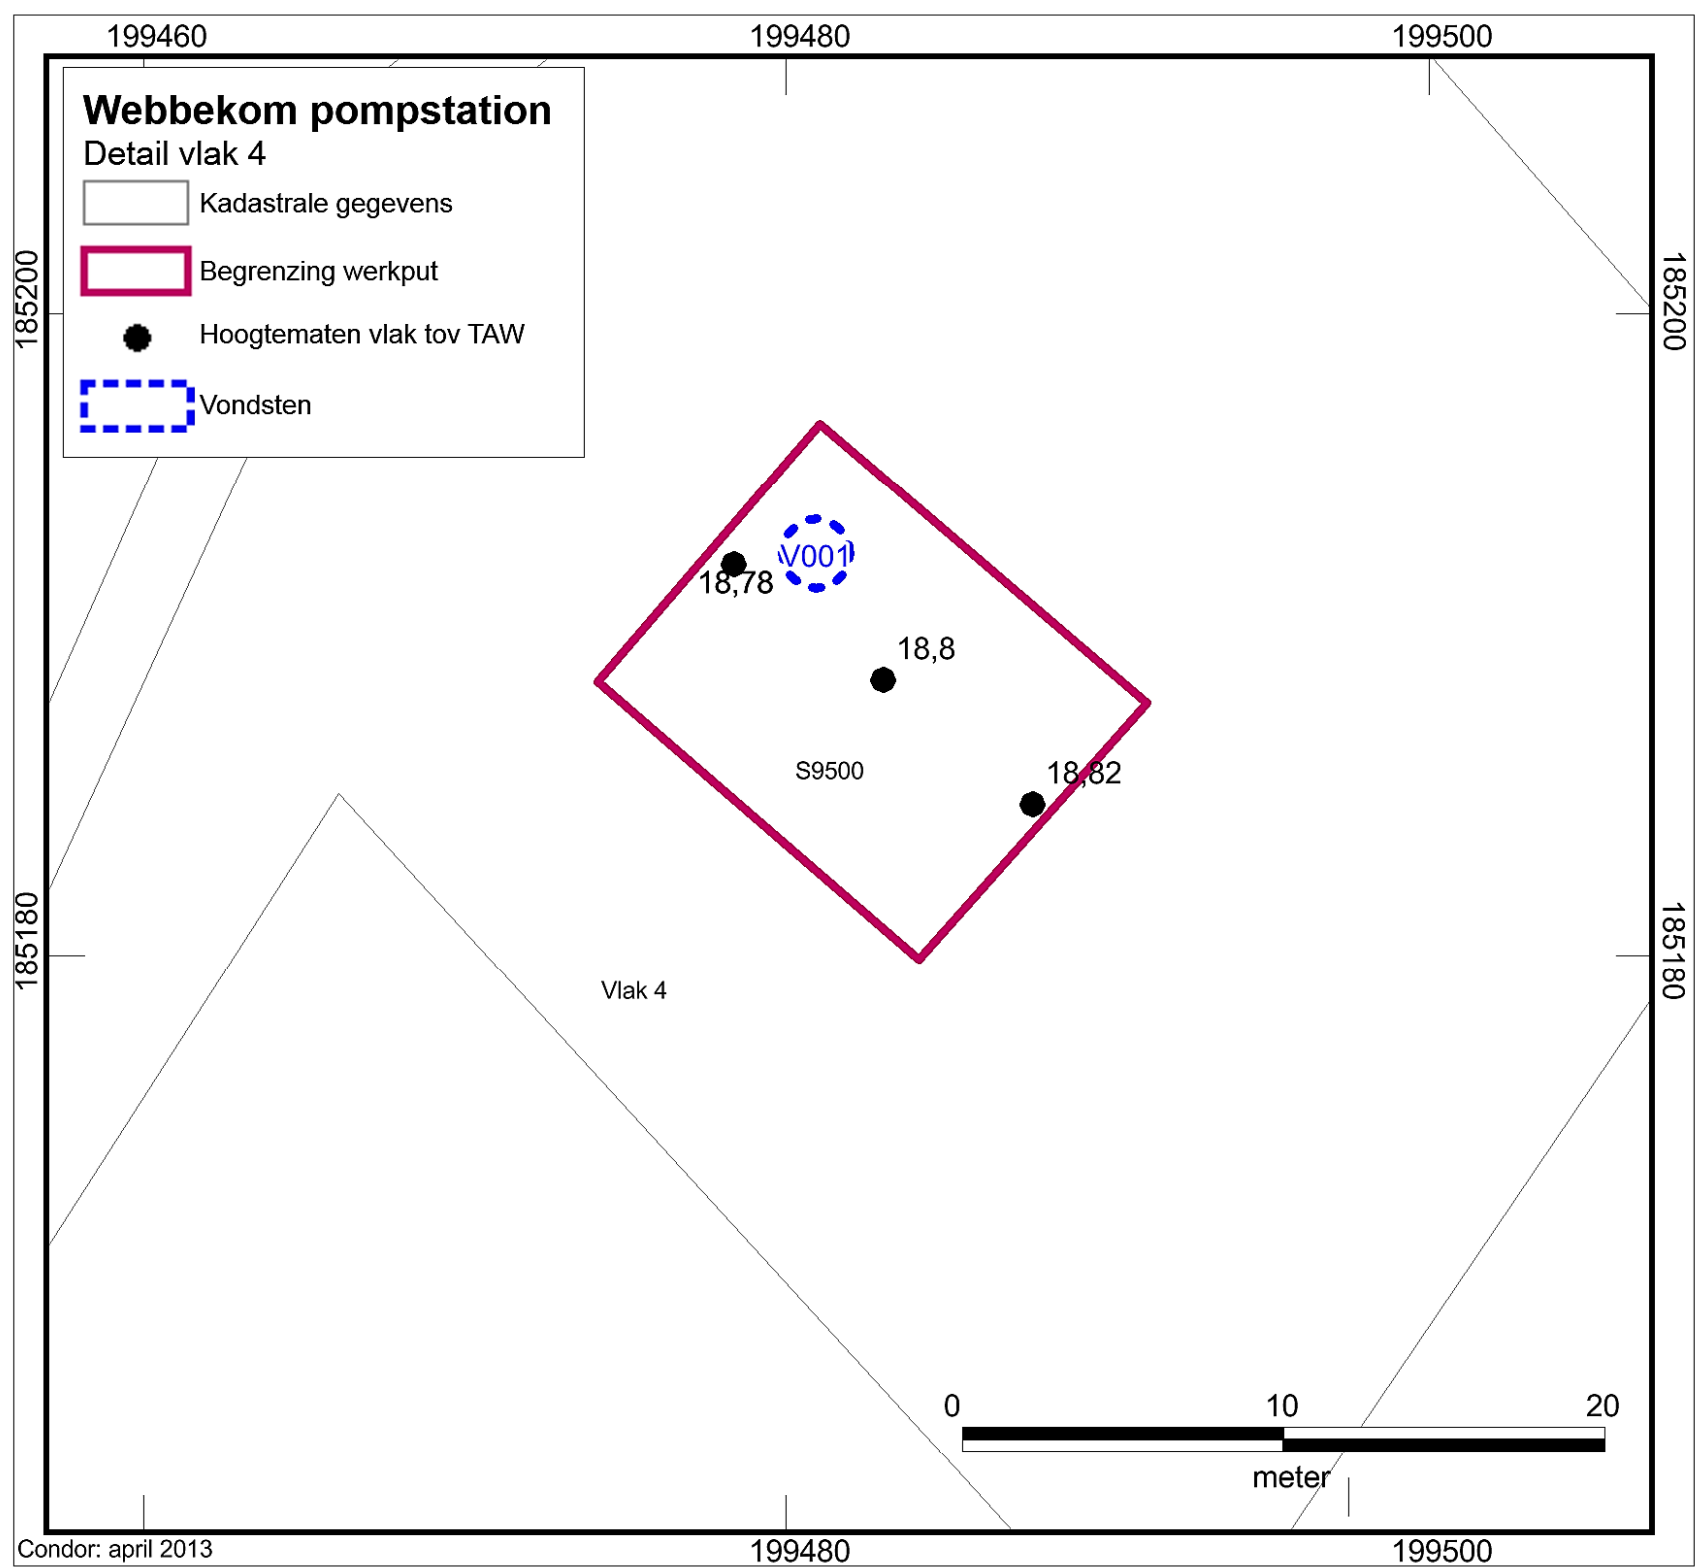 199460
199480
199500
Webbekom pompstation
Detail vlak 4
Kadastrale gegevens
Begrenzing werkput
Hoogtematen vlak tov TAW
Vondsten
185200
185200
V001
18,78
18,8
S9500
18,82
185180
185180
Vlak 4
0
10
20
meter
Condor: april 2013
199480
199500